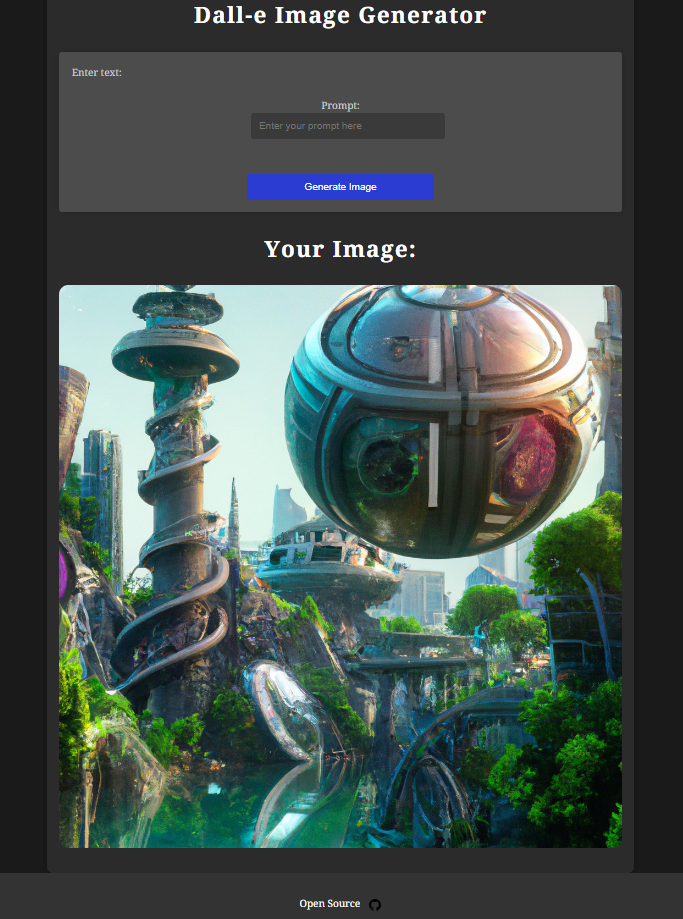 Dall-e Image Generator
Enter text:
Prompt:
Enter your prompt here
Generate Image
Your Image:
Open Source